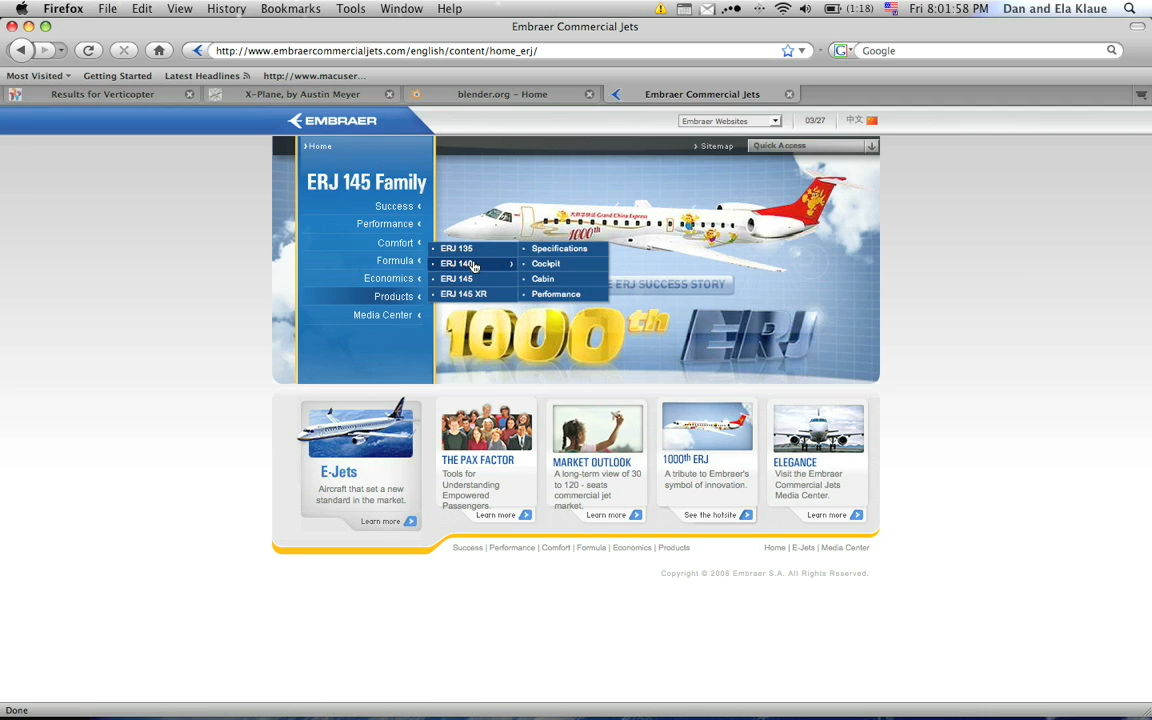 Firefox File Edit View History Bookmarks Tools Window Help (1:18) Fri 8:01:58 PM Dan and Ela Klaue
Embraer Commercial Jets
http://www.embraercommercialjets.com/english/content/home_erj/ Google
Most Visited Getting Started Latest Headlines http://www.macuser...
Results for Verticopter X-Plane, by Austin Meyer blender.org - Home Embraer Commercial Jets
EMBRAER Embraer Websites 03/27 中文
Home Sitemap Quick Access
ERJ 145 Family
Success
Performance
Comfort
Formula
Economics
Products
Media Center
ERJ 135
ERJ 140
ERJ 145
ERJ 145 XR
Specifications
Cockpit
Cabin
Performance
Grand China Express
1000th
E ERJ SUCCESS STORY
1000th ERJ
E-Jets
Aircraft that set a new
standard in the market.
Learn more
THE PAX FACTOR
Tools for
Understanding
Empowered
Passengers.
Learn more
MARKET OUTLOOK
A long-term view of 30
to 120 - seats
commercial jet
market.
Learn more
1000th ERJ
A tribute to Embraer's
symbol of innovation.
See the hotsite
ELEGANCE
Visit the Embraer
Commercial Jets
Media Center.
Learn more
Success | Performance | Comfort | Formula | Economics | Products Home | E-Jets | Media Center
Copyright © 2006 Embraer S.A. All Rights Reserved.
Done